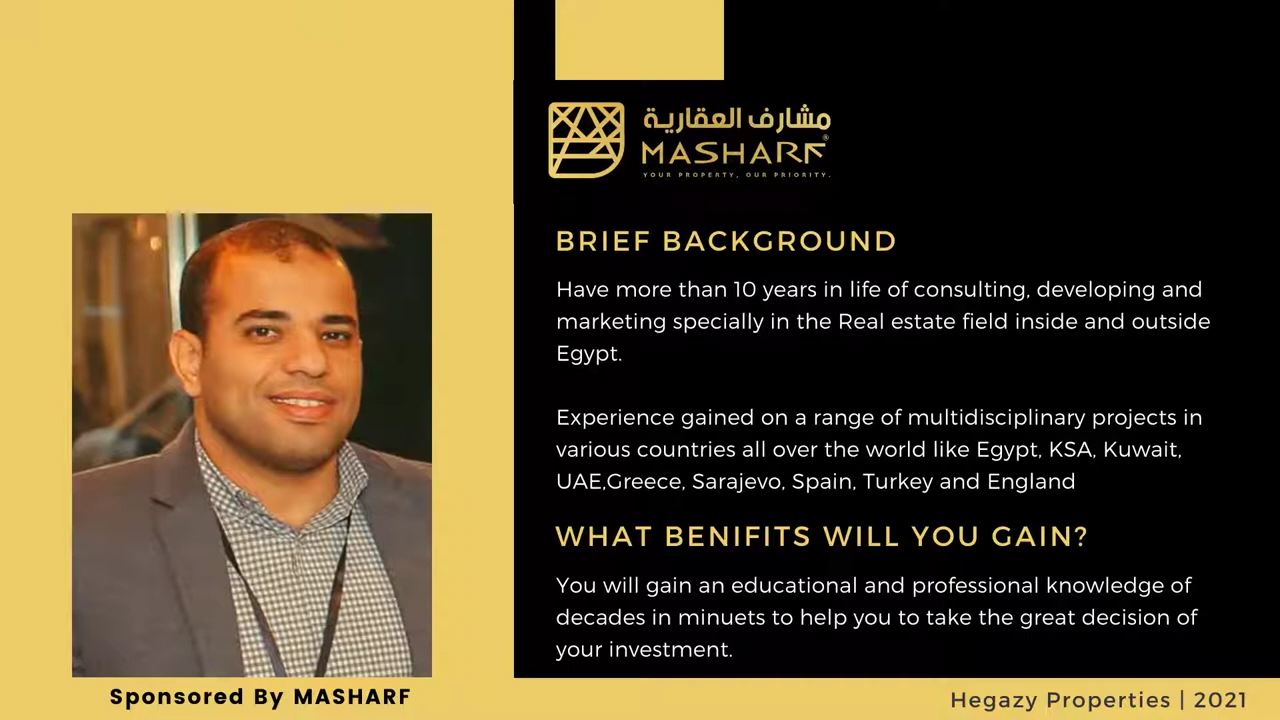 مشارف العقارية
MASHARF®
YOUR PROPERTY, OUR PRIORITY.
BRIEF BACKGROUND
Have more than 10 years in life of consulting, developing and
marketing specially in the Real estate field inside and outside
Egypt.
Experience gained on a range of multidisciplinary projects in
various countries all over the world like Egypt, KSA, Kuwait,
UAE,Greece, Sarajevo, Spain, Turkey and England
WHAT BENIFITS WILL YOU GAIN?
You will gain an educational and professional knowledge of
decades in minuets to help you to take the great decision of
your investment.
Sponsored By MASHARF
Hegazy Properties | 2021